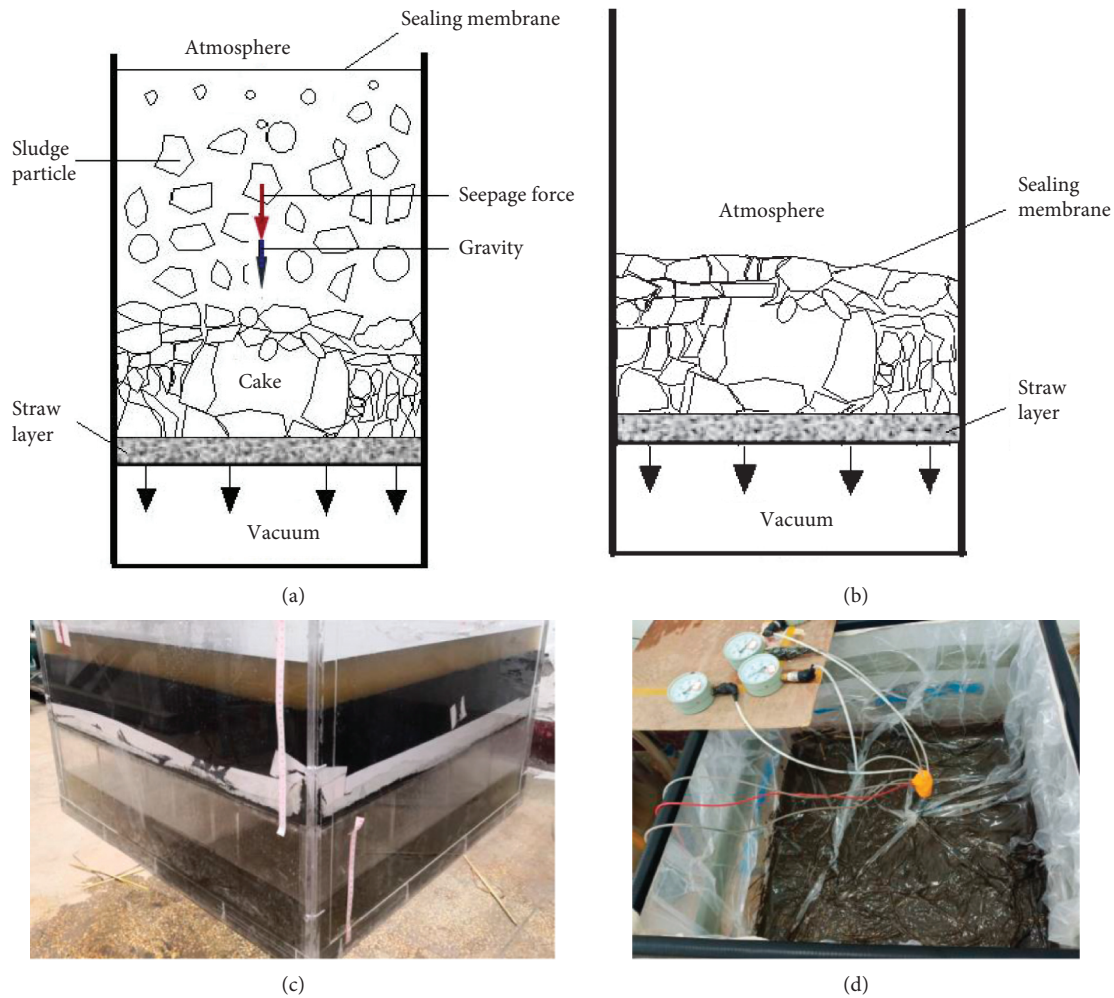 Sealing membrane
Atmosphere
Sludge
particle
Seepage force
Gravity
Cake
Straw
layer
Vacuum
(a)
Atmosphere
Sealing
membrane
Straw
layer
Vacuum
(b)
(c)
(d)